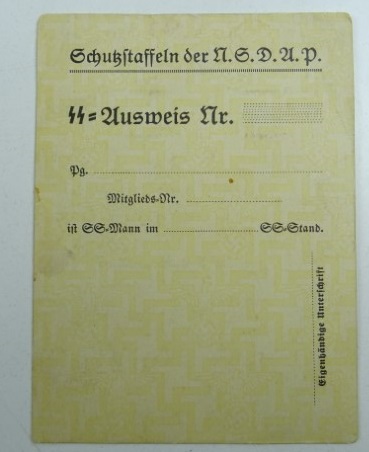 Schutzstaffeln der N.S.D.A.P.
ᛋᛋ=Ausweis Nr.
Pg.
Mitglieds=Nr.
ist SS=Mann im SS=Stand.
Eigenhändige Unterschrift